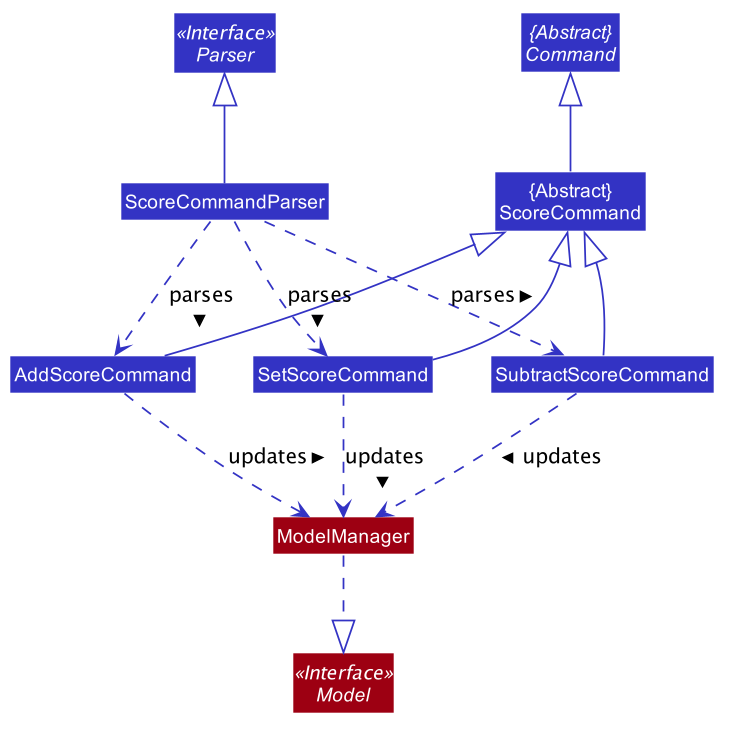 «Interface»
Parser
{Abstract}
Command
ScoreCommandParser
{Abstract}
ScoreCommand
parses
parses
parses
AddScoreCommand
SetScoreCommand
SubtractScoreCommand
updates
updates
updates
ModelManager
«Interface»
Model